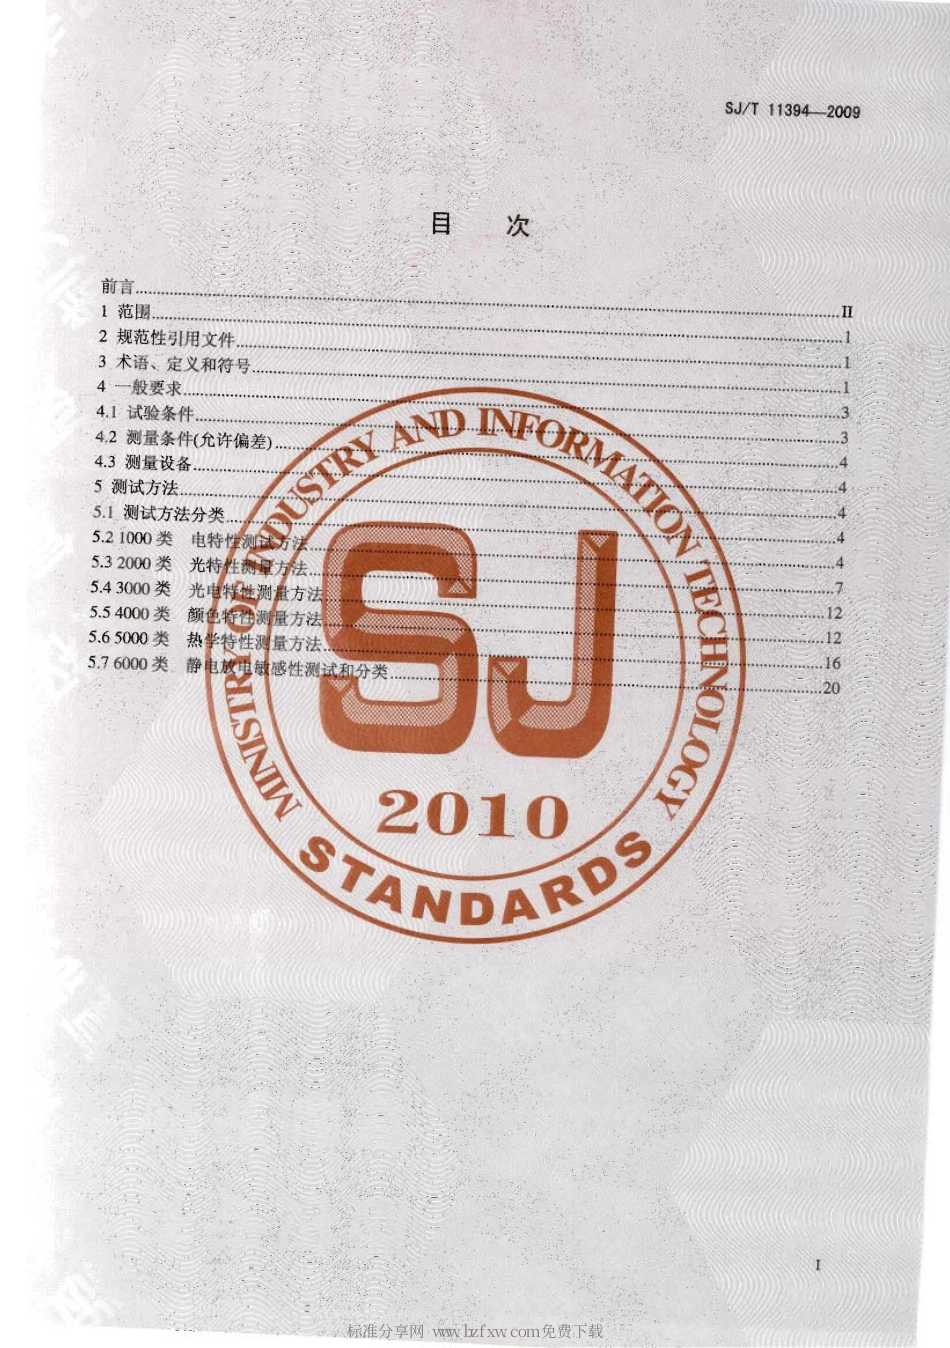 SJ/T 11394—2009
目 次
前言........II
1 范围........1
2 规范性引用文件........1
3 术语、定义和符号........1
4 一般要求........3
4.1 试验条件........3
4.2 测量条件(允许偏差)........4
4.3 测量设备........4
5 测试方法........4
5.1 测试方法分类........4
5.2 1000 类 电特性测试方法........4
5.3 2000 类 光特性测量方法........7
5.4 3000 类 光电特性测量方法........12
5.5 4000 类 颜色特性测量方法........12
5.6 5000 类 热学特性测量方法........16
5.7 6000 类 静电放电敏感性测试和分类........20
MINISTRY OF INDUSTRY AND INFORMATION TECHNOLOGY
SJ
2010
STANDARDS
I
标准分享网 www.bzfxw.com 免费下载